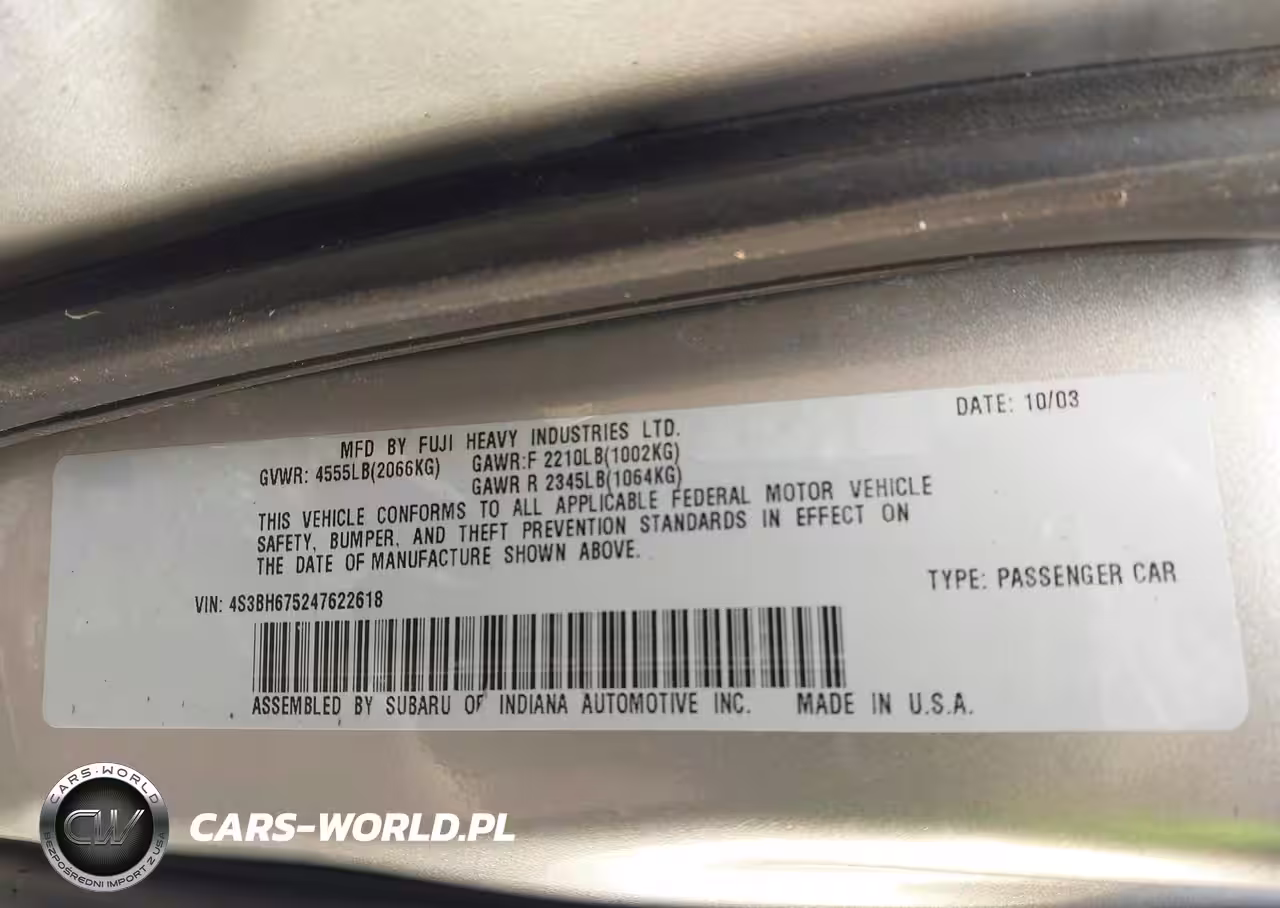 DATE: 10/03
MFD BY FUJI HEAVY INDUSTRIES LTD.
GVWR: 4555LB(2066KG) GAWR:F 2210LB(1002KG)
GAWR R 2345LB(1064KG)
THIS VEHICLE CONFORMS TO ALL APPLICABLE FEDERAL MOTOR VEHICLE
SAFETY, BUMPER, AND THEFT PREVENTION STANDARDS IN EFFECT ON
THE DATE OF MANUFACTURE SHOWN ABOVE.
VIN: 4S3BH675247622618
TYPE: PASSENGER CAR
ASSEMBLED BY SUBARU OF INDIANA AUTOMOTIVE INC. MADE IN U.S.A.
CARS-WORLD
CW
BEZPOŚREDNI IMPORT Z USA
CARS-WORLD.PL